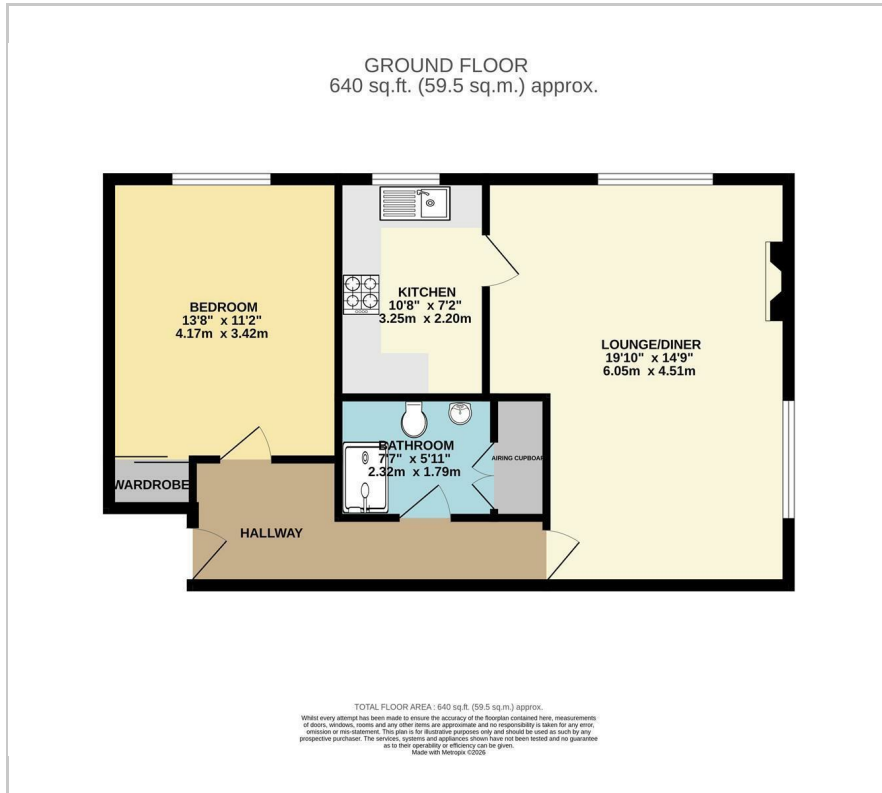 GROUND FLOOR
640 sq.ft. (59.5 sq.m.) approx.
BEDROOM
13'8" x 11'2"
4.17m x 3.42m
KITCHEN
10'8" x 7'2"
3.25m x 2.20m
LOUNGE/DINER
19'10" x 14'9"
6.05m x 4.51m
BATHROOM
7'7" x 5'11"
2.32m x 1.79m
AIRING CUPBOAR
WARDROBE
HALLWAY
TOTAL FLOOR AREA : 640 sq.ft. (59.5 sq.m.) approx.
Whilst every attempt has been made to ensure the accuracy of the floorplan contained here, measurements
of doors, windows, rooms and any other items are approximate and no responsibility is taken for any error,
omission or mis-statement. This plan is for illustrative purposes only and should be used as such by any
prospective purchaser. The services, systems and appliances shown have not been tested and no guarantee
as to their operability or efficiency can be given.
Made with Metropix ©2026